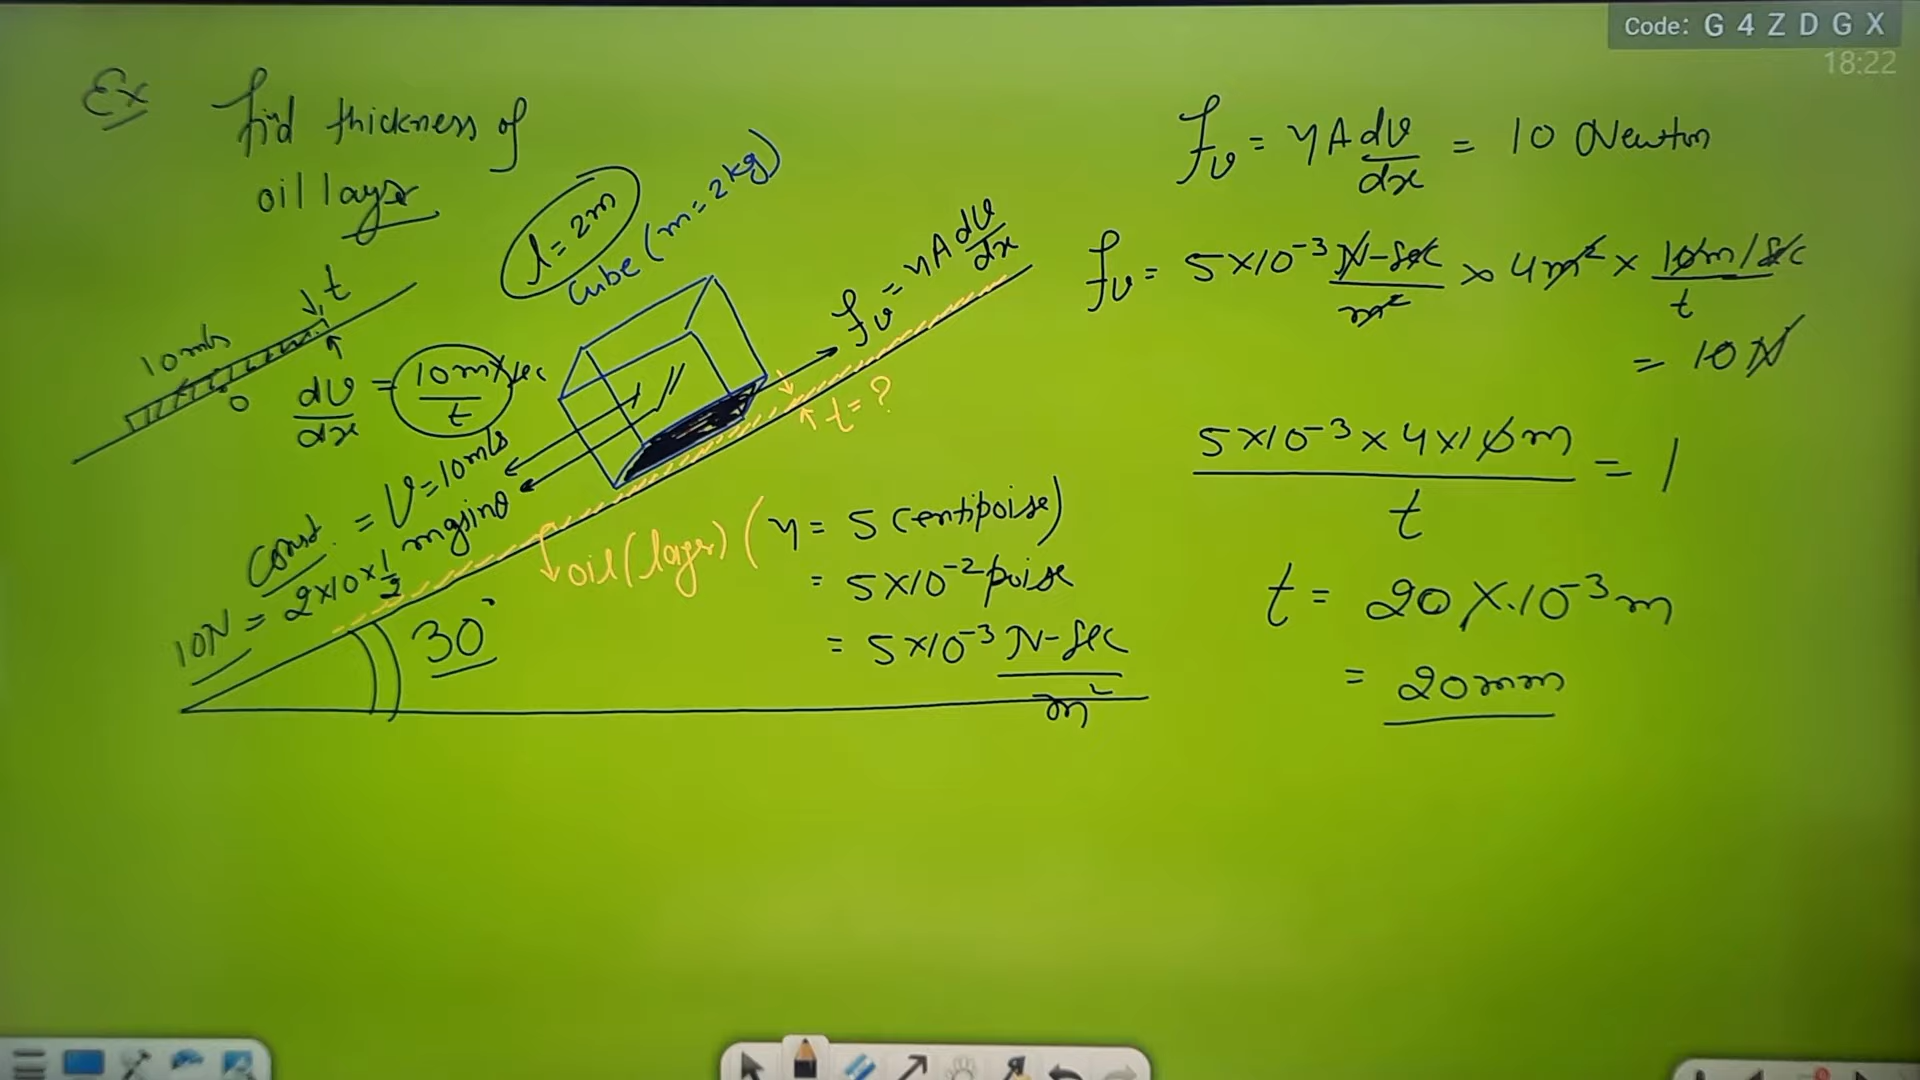 Code: G 4 Z D G X
18:22
Ex find thickness of
oil layer
l = 2m
Cube (m = 2kg)
t
10 m/s
0
dv/dx = 10m/sec / t
fv = ηA dv/dx
t = ?
Const. = V = 10m/s
mgsinθ
10N = 2×10×1/2
30°
oil (layer) (η = 5 Centipoise)
= 5×10⁻² poise
= 5×10⁻³ N-sec/m²
fv = ηA dv/dx = 10 Newton
fv = 5×10⁻³ N-sec/m² × 4m² × 10m/sec / t
= 10N
5×10⁻³ × 4×10m / t = 1
t = 20×10⁻³ m
= 20mm